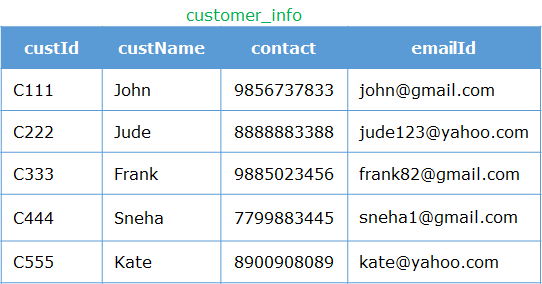 customer_info
custId custName contact emailId
C111 John 9856737833 john@gmail.com
C222 Jude 8888883388 jude123@yahoo.com
C333 Frank 9885023456 frank82@gmail.com
C444 Sneha 7799883445 sneha1@gmail.com
C555 Kate 8900908089 kate@yahoo.com